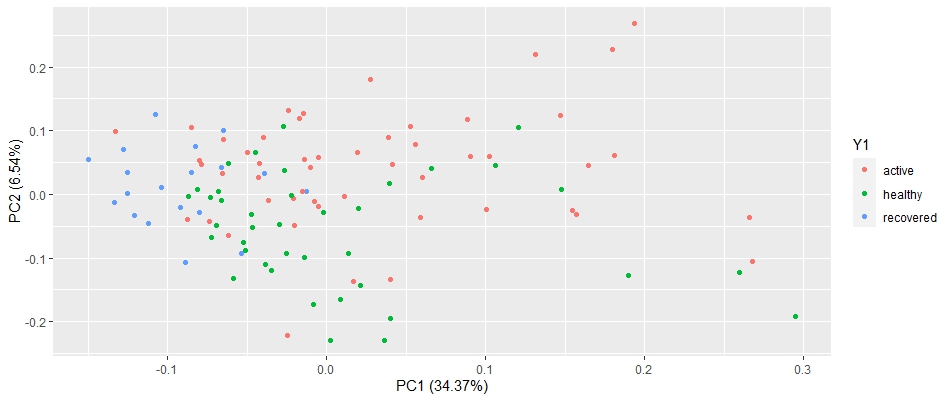 0.2
0.1
0.0
-0.1
-0.2
PC2 (6.54%)
-0.1
0.0
0.1
0.2
0.3
PC1 (34.37%)
Y1
active
healthy
recovered